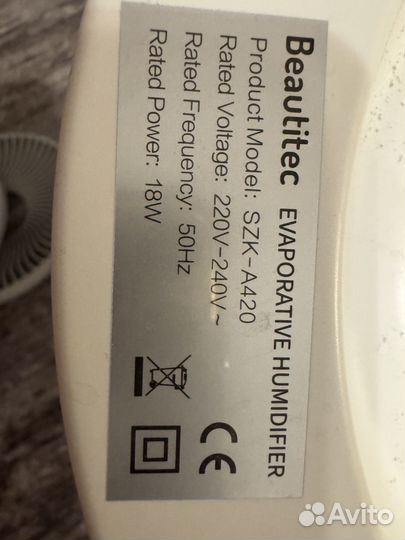 Beautitec EVAPORATIVE HUMIDIFIER
Product Model: SZK-A420
Rated Voltage: 220V-240V~
Rated Frequency: 50Hz
Rated Power: 18W
CE
Avito